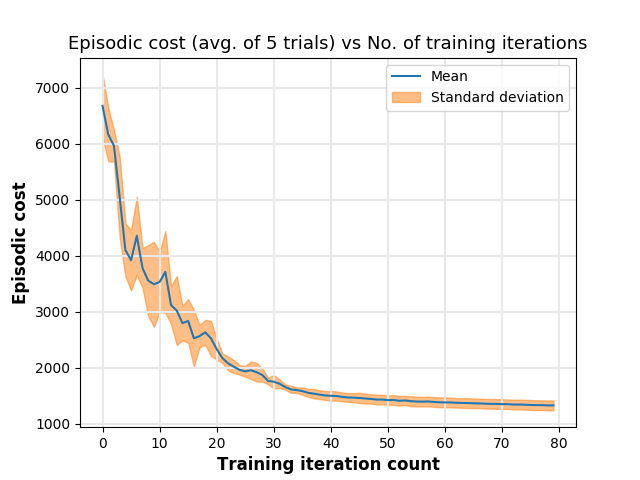 Episodic cost (avg. of 5 trials) vs No. of training iterations
Mean
Standard deviation
7000
6000
5000
4000
3000
2000
1000
Episodic cost
0 10 20 30 40 50 60 70 80
Training iteration count